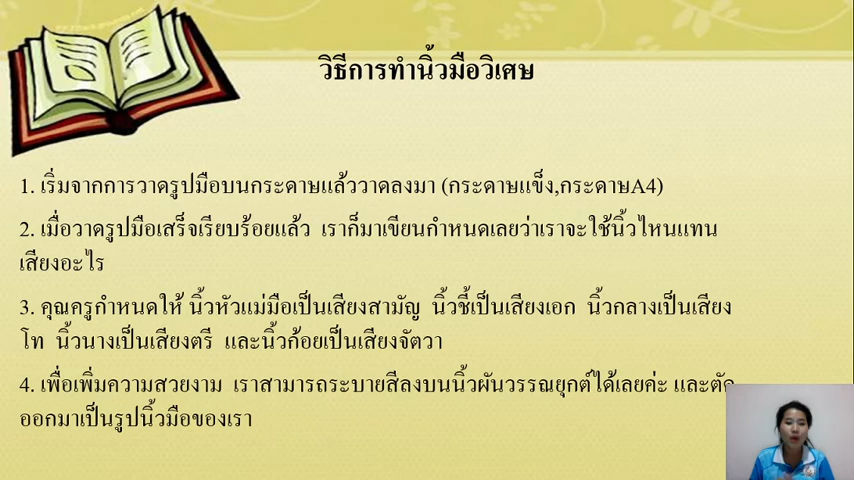 วิธีการทำนิ้วมือวิเศษ
1. เริ่มจากการวาดรูปมือบนกระดาษแล้ววาดลงมา (กระดาษแข็ง,กระดาษA4)
2. เมื่อวาดรูปมือเสร็จเรียบร้อยแล้ว เราก็มาเขียนกำหนดเลยว่าเราจะใช้นิ้วไหนแทน
เสียงอะไร
3. คุณครูกำหนดให้ นิ้วหัวแม่มือเป็นเสียงสามัญ นิ้วชี้เป็นเสียงเอก นิ้วกลางเป็นเสียง
โท นิ้วนางเป็นเสียงตรี และนิ้วก้อยเป็นเสียงจัตวา
4. เพื่อเพิ่มความสวยงาม เราสามารถระบายสีลงบนนิ้วผันวรรณยุกต์ได้เลยค่ะ และตัด
ออกมาเป็นรูปนิ้วมือของเรา